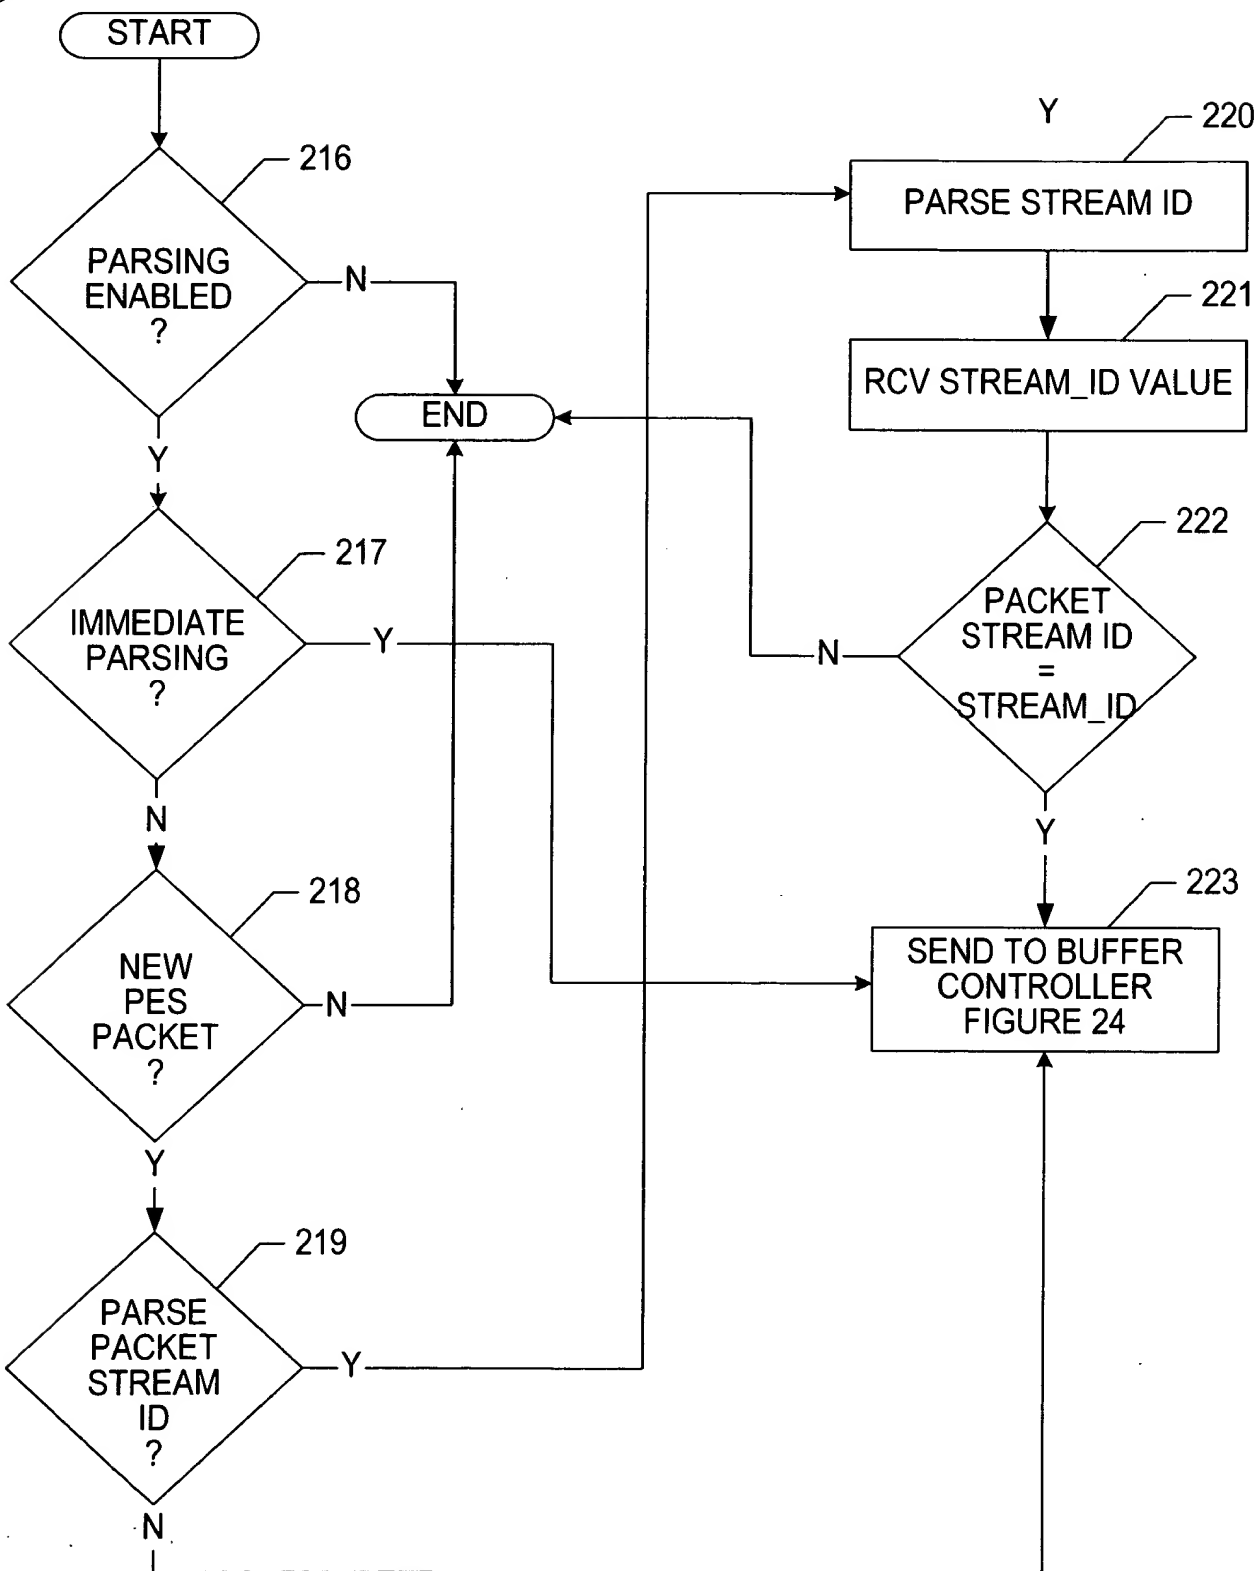 START
216
PARSING
ENABLED
?
N
Y
END
217
IMMEDIATE
PARSING
?
Y
N
218
NEW
PES
PACKET
?
N
Y
219
PARSE
PACKET
STREAM
ID
?
Y
N
Y
220
PARSE STREAM ID
221
RCV STREAM_ID VALUE
222
PACKET
STREAM ID
=
STREAM_ID
N
Y
223
SEND TO BUFFER
CONTROLLER
FIGURE 24